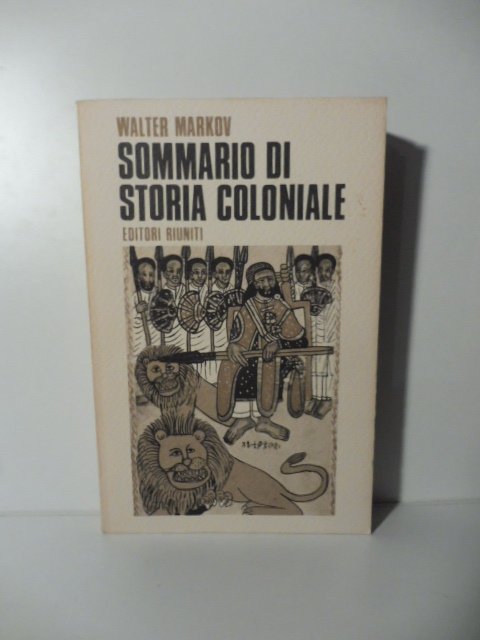 WALTER MARKOV
SOMMARIO DI
STORIA COLONIALE
EDITORI RIUNITI